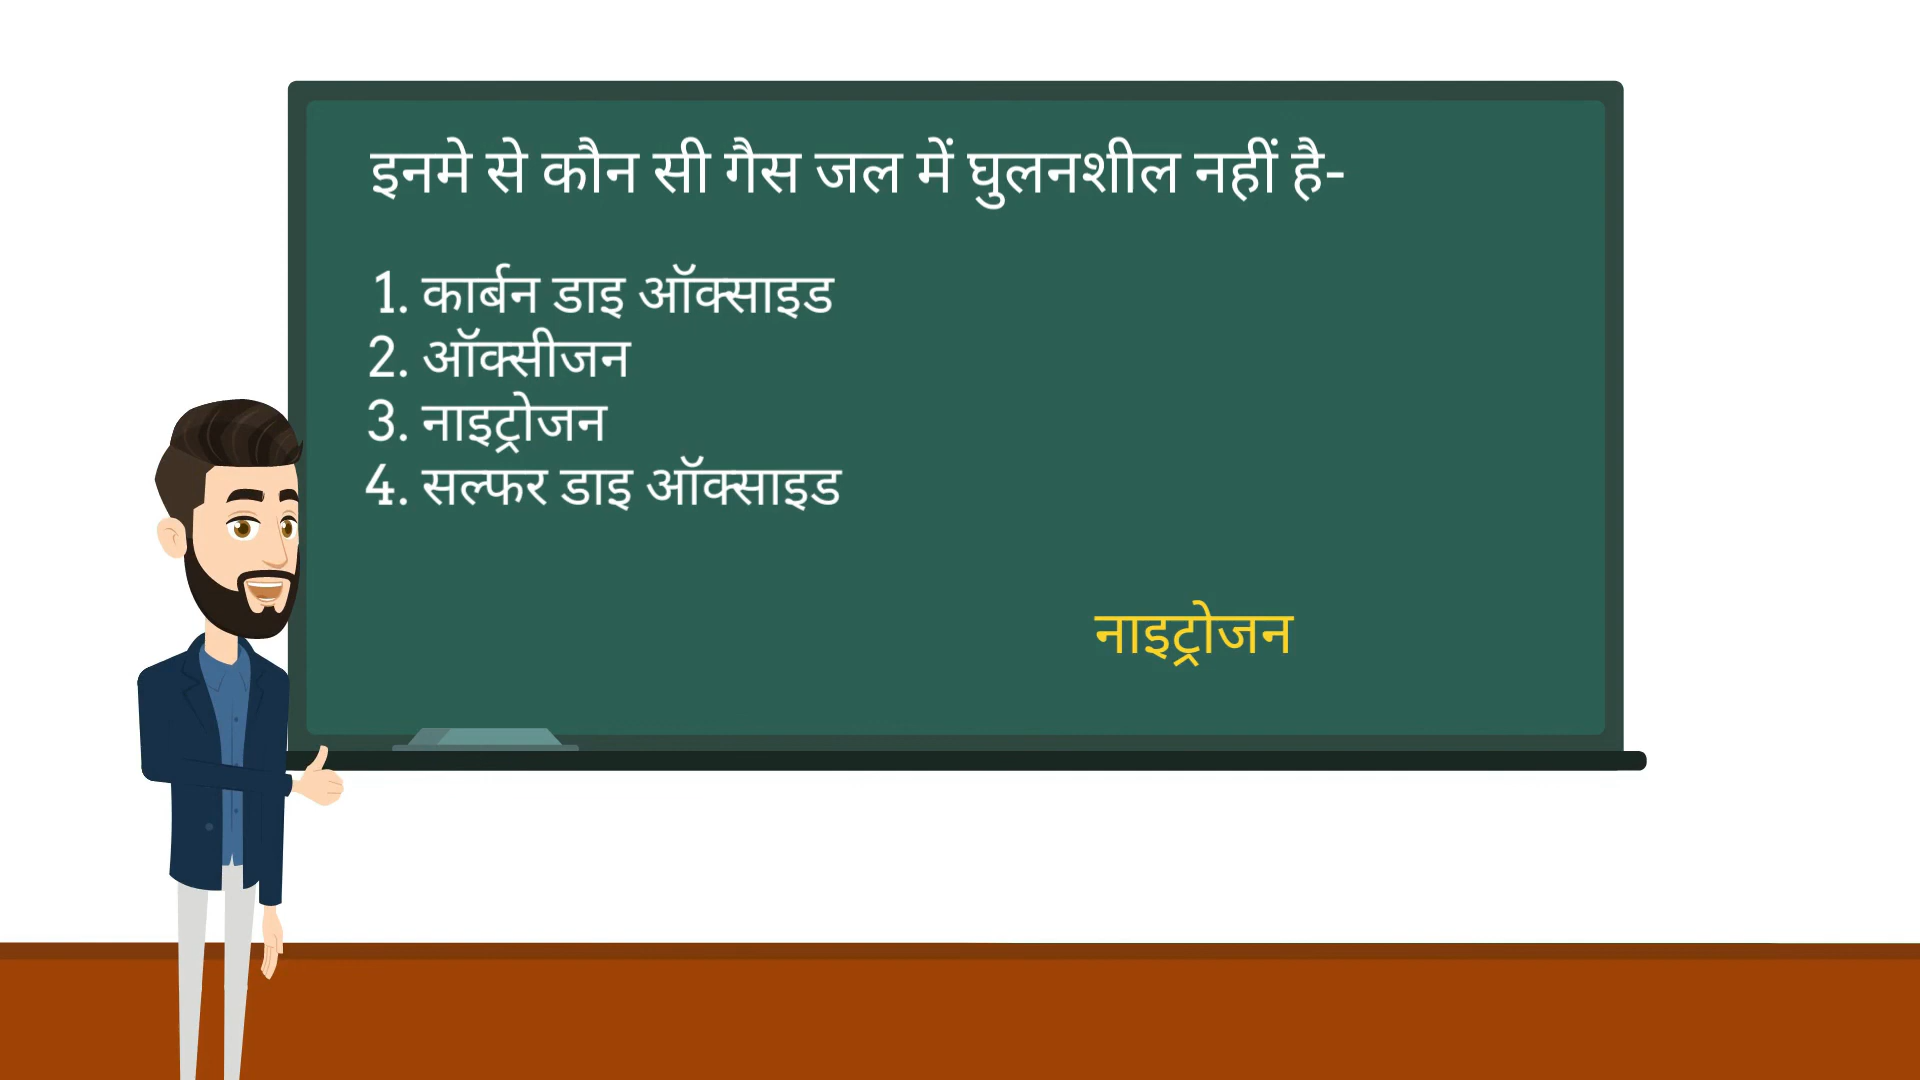 इनमे से कौन सी गैस जल में घुलनशील नहीं है-
1. कार्बन डाइ ऑक्साइड
2. ऑक्सीजन
3. नाइट्रोजन
4. सल्फर डाइ ऑक्साइड
नाइट्रोजन